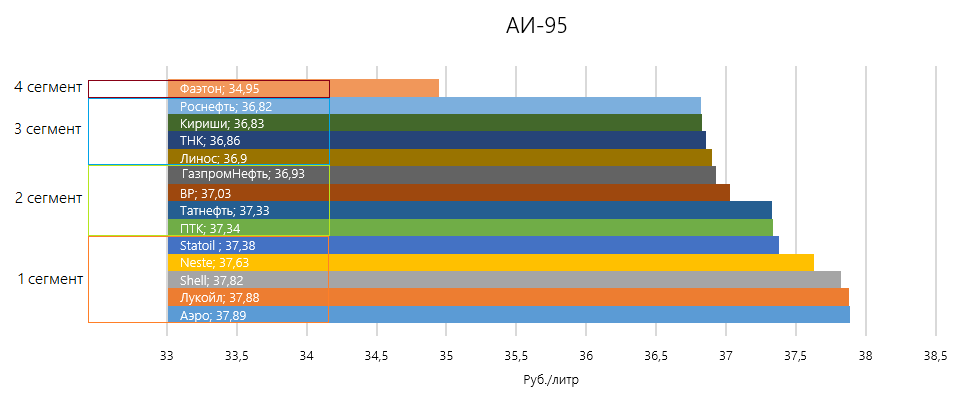 АИ-95
4 сегмент
Фаэтон; 34,95
3 сегмент
Роснефть; 36,82
Кириши; 36,83
ТНК; 36,86
Линос; 36,9
2 сегмент
ГазпромНефть; 36,93
BP; 37,03
Татнефть; 37,33
ПТК; 37,34
1 сегмент
Statoil ; 37,38
Neste; 37,63
Shell; 37,82
Лукойл; 37,88
Аэро; 37,89
33 33,5 34 34,5 35 35,5 36 36,5 37 37,5 38 38,5
Руб./литр